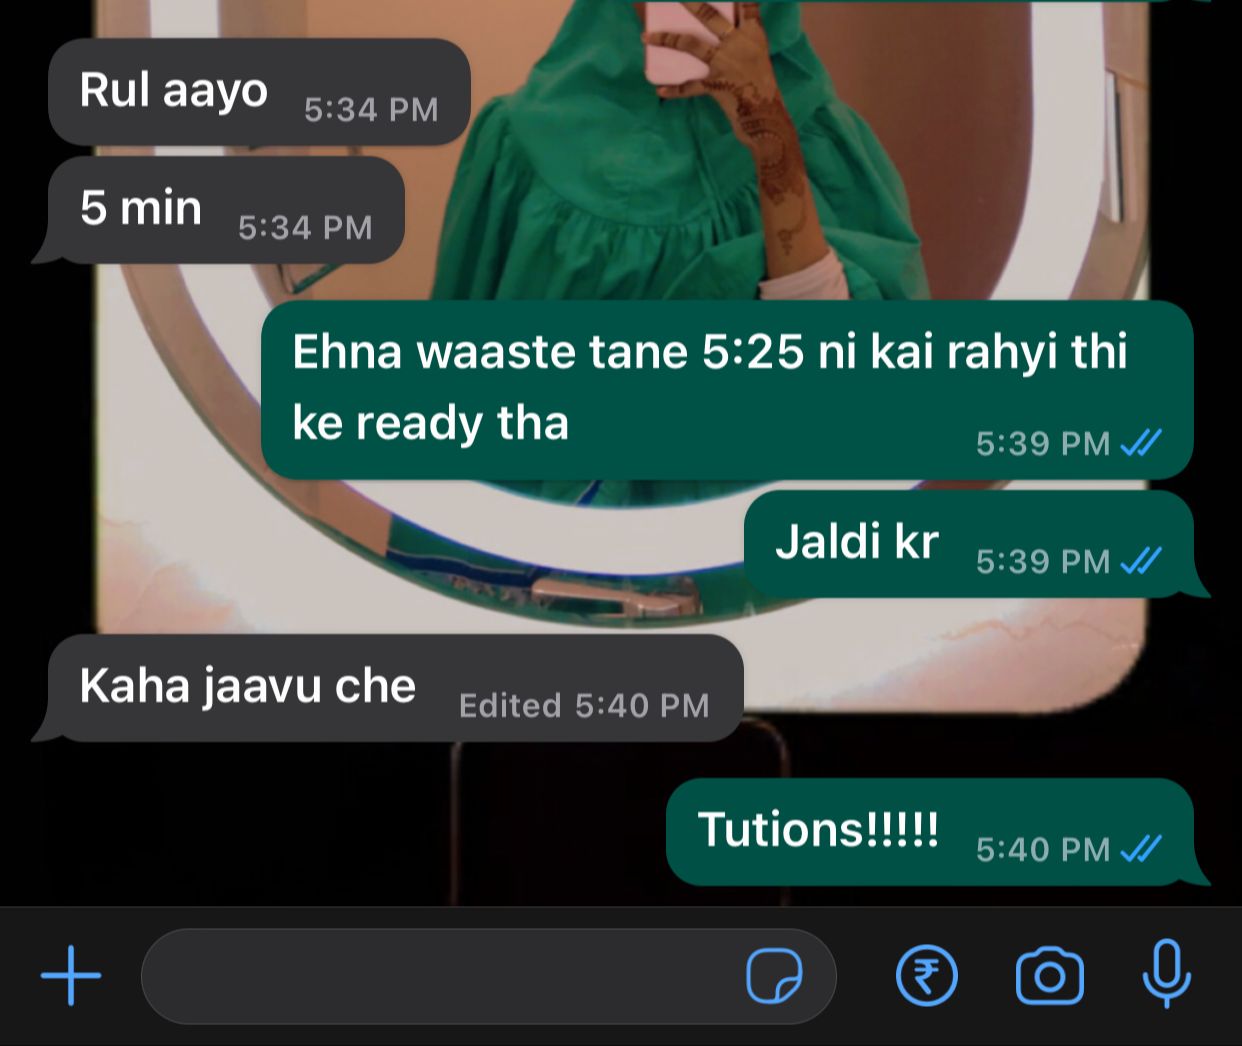 Rul aayo 5:34 PM
5 min 5:34 PM
Ehna waaste tane 5:25 ni kai rahyi thi
ke ready tha 5:39 PM
Jaldi kr 5:39 PM
Kaha jaavu che Edited 5:40 PM
Tutions!!!!! 5:40 PM
₹